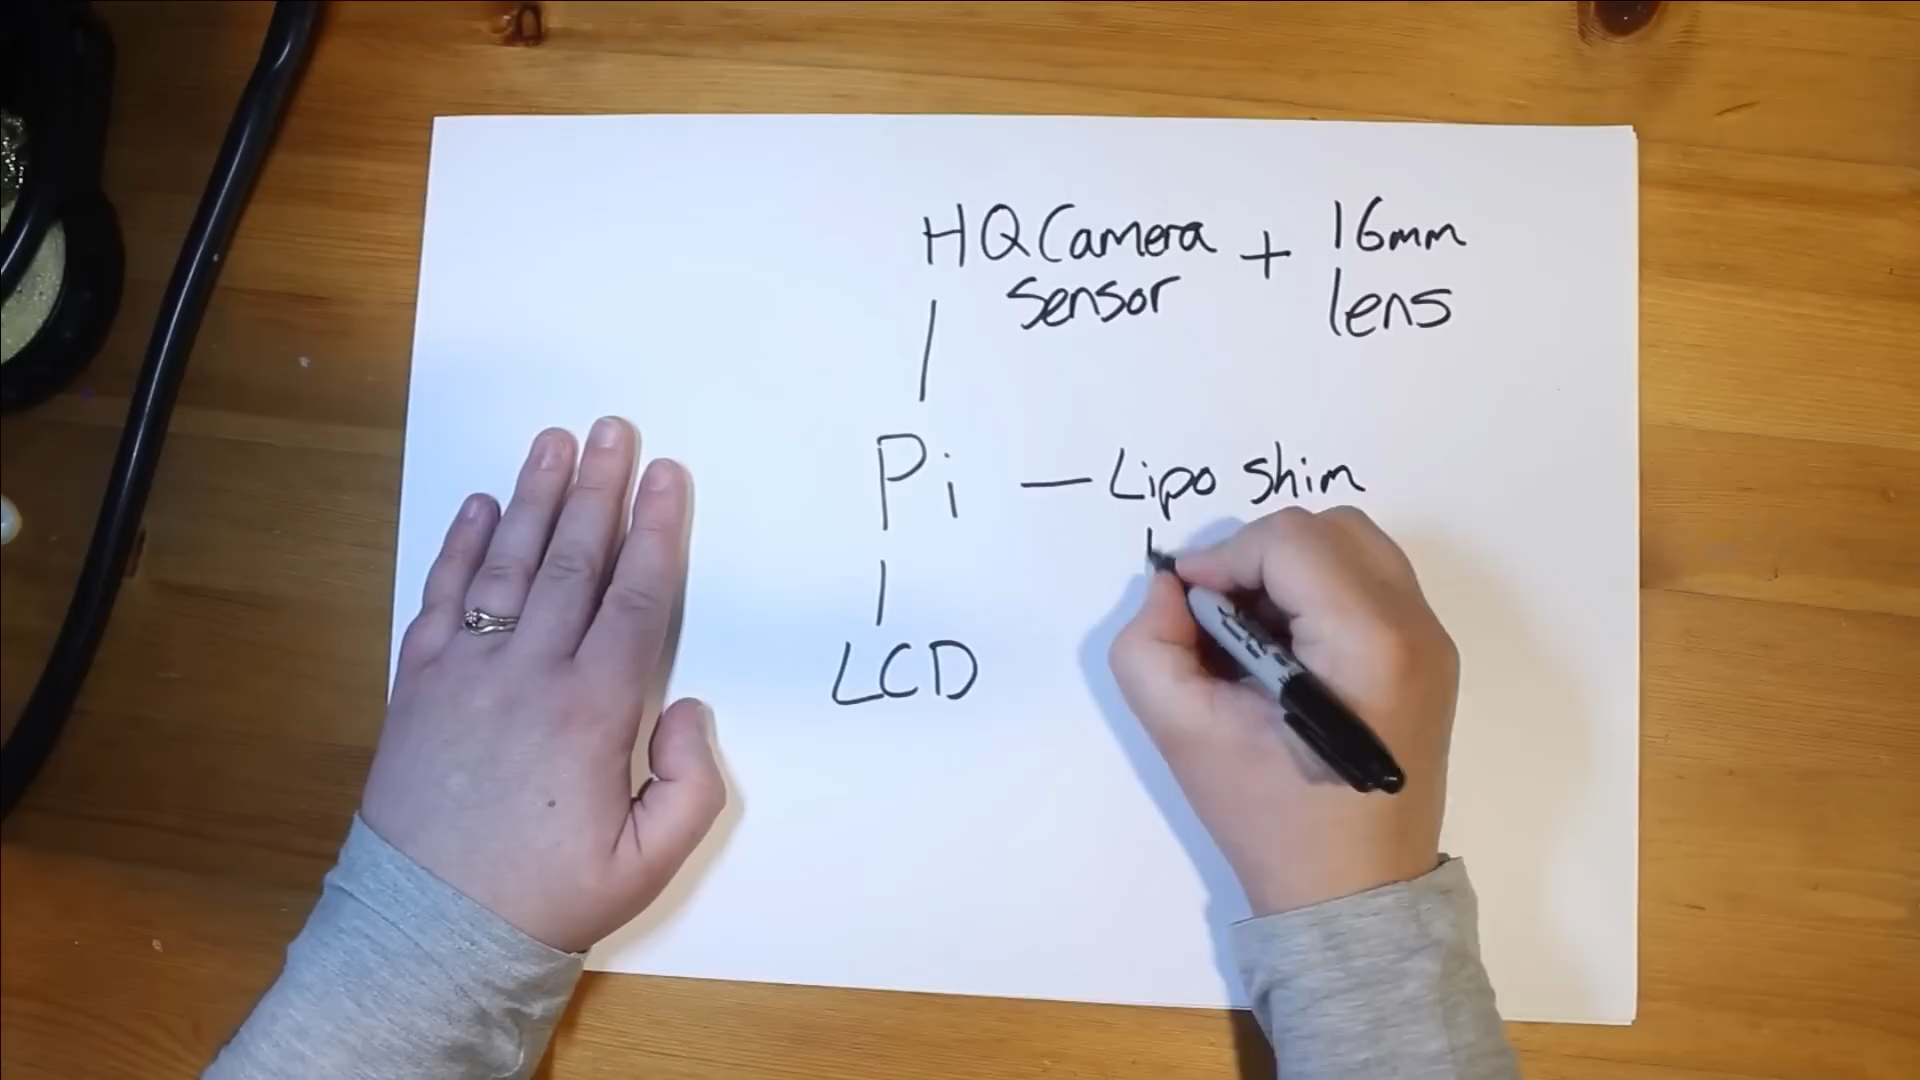 HQ Camera + 16mm
sensor lens
Pi — Lipo shim
LCD